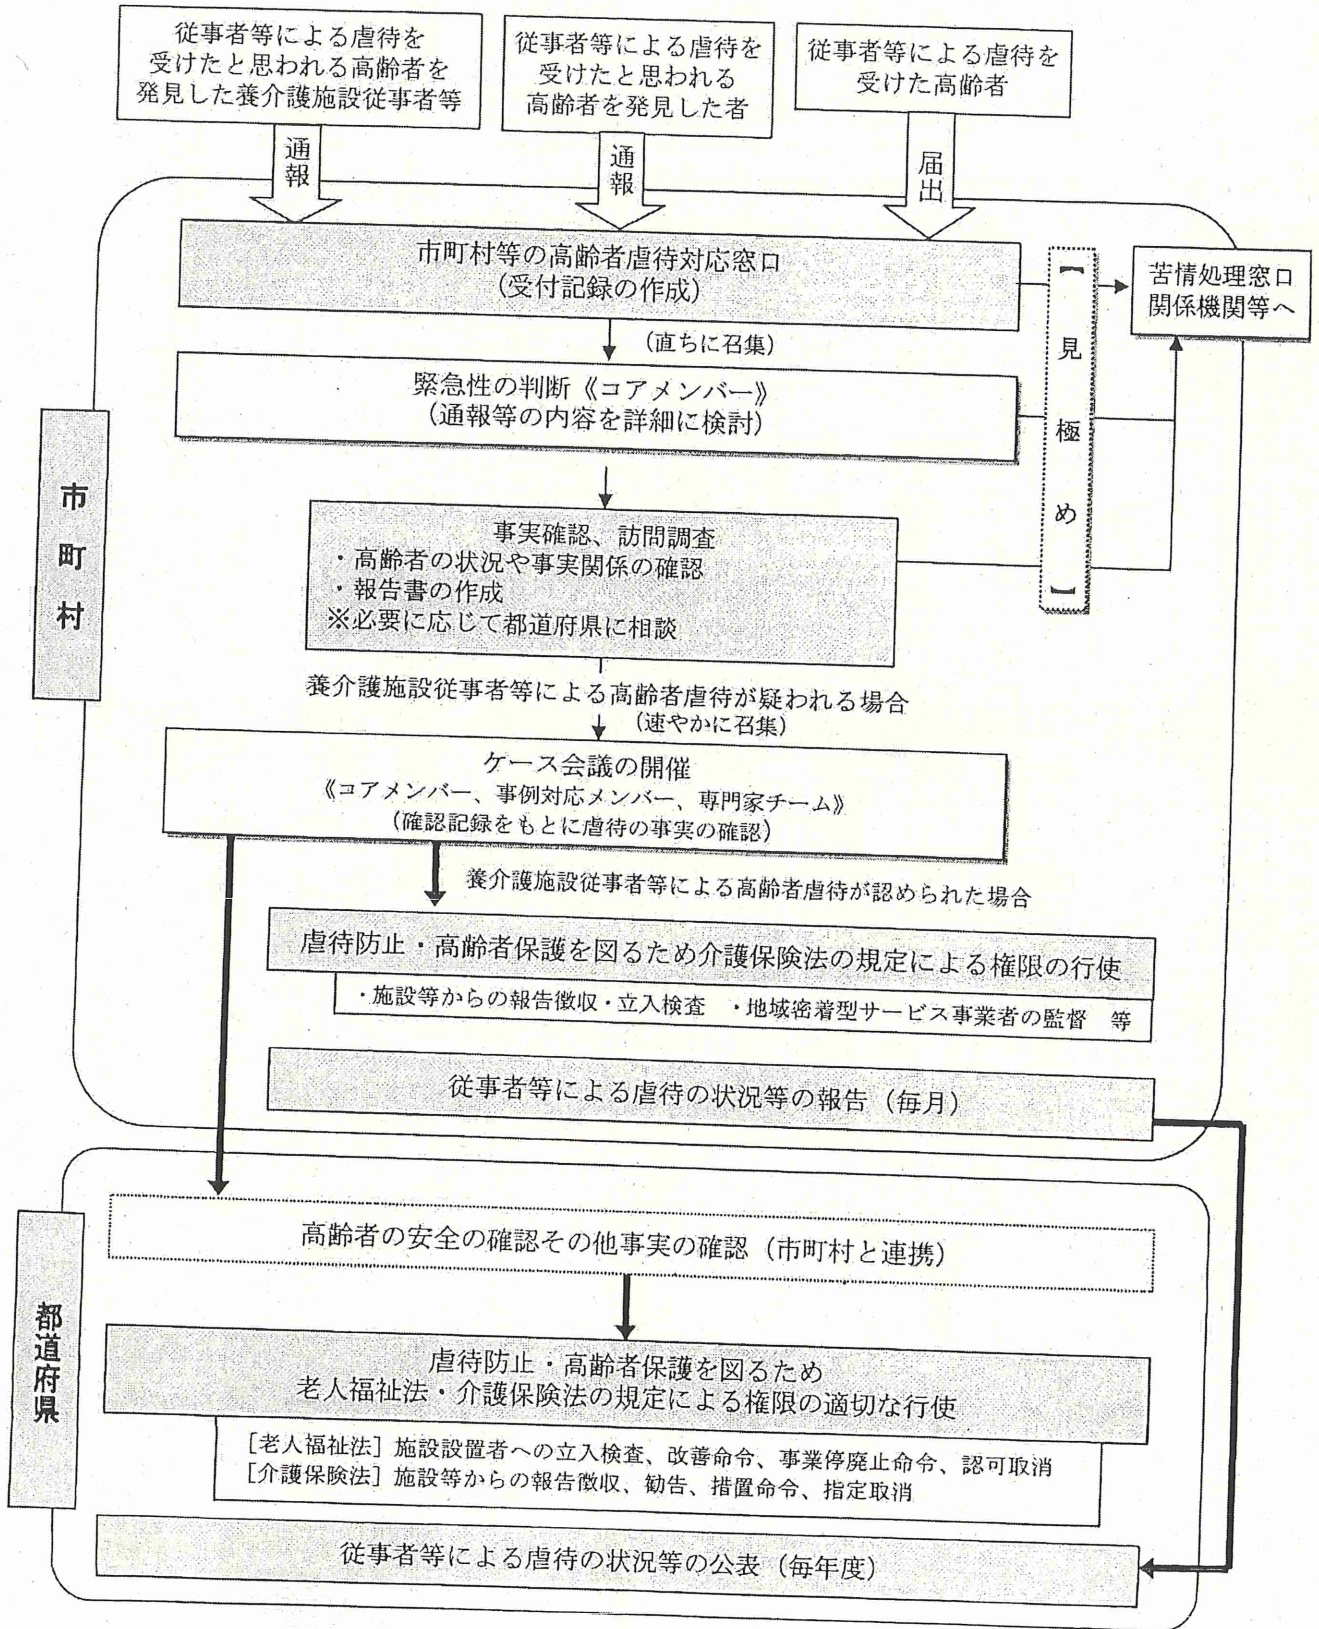 従事者等による虐待を
受けたと思われる高齢者を
発見した養介護施設従事者等
従事者等による虐待を
受けたと思われる
高齢者を発見した者
従事者等による虐待を
受けた高齢者
通報
通報
届出
市町村等の高齢者虐待対応窓口
(受付記録の作成)
【見極め】
苦情処理窓口
関係機関等へ
(直ちに召集)
緊急性の判断《コアメンバー》
(通報等の内容を詳細に検討)
市町村
事実確認、訪問調査
・高齢者の状況や事実関係の確認
・報告書の作成
※必要に応じて都道府県に相談
養介護施設従事者等による高齢者虐待が疑われる場合
(速やかに召集)
ケース会議の開催
《コアメンバー、事例対応メンバー、専門家チーム》
(確認記録をもとに虐待の事実の確認)
養介護施設従事者等による高齢者虐待が認められた場合
虐待防止・高齢者保護を図るため介護保険法の規定による権限の行使
・施設等からの報告徴収・立入検査 ・地域密着型サービス事業者の監督 等
従事者等による虐待の状況等の報告(毎月)
都道府県
高齢者の安全の確認その他事実の確認(市町村と連携)
虐待防止・高齢者保護を図るため
老人福祉法・介護保険法の規定による権限の適切な行使
[老人福祉法]施設設置者への立入検査、改善命令、事業停廃止命令、認可取消
[介護保険法]施設等からの報告徴収、勧告、措置命令、指定取消
従事者等による虐待の状況等の公表(毎年度)